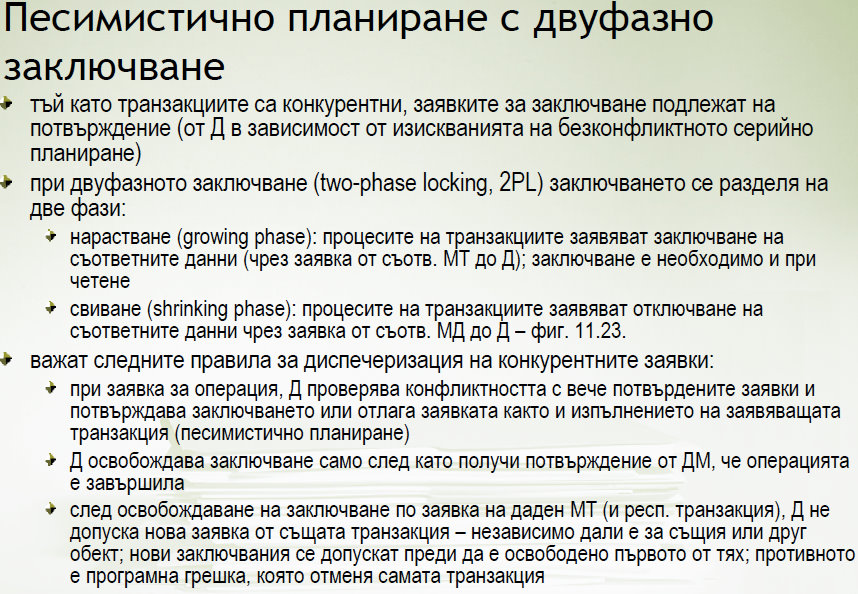 Песимистично планиране с двуфазно
заключване
тъй като транзакциите са конкурентни, заявките за заключване подлежат на
потвърждение (от Д в зависимост от изискванията на безконфликтното серийно
планиране)
при двуфазното заключване (two-phase locking, 2PL) заключването се разделя на
две фази:
нарастване (growing phase): процесите на транзакциите заявяват заключване на
съответните данни (чрез заявка от съотв. МТ до Д); заключване е необходимо и при
четене
свиване (shrinking phase): процесите на транзакциите заявяват отключване на
съответните данни чрез заявка от съотв. МД до Д – фиг. 11.23.
важат следните правила за диспечеризация на конкурентните заявки:
при заявка за операция, Д проверява конфликтността с вече потвърдените заявки и
потвърждава заключването или отлага заявката както и изпълнението на заявяващата
транзакция (песимистично планиране)
Д освобождава заключване само след като получи потвърждение от ДМ, че операцията
е завършила
след освобождаване на заключване по заявка на даден МТ (и респ. транзакция), Д не
допуска нова заявка от същата транзакция – независимо дали е за същия или друг
обект; нови заключвания се допускат преди да е освободено първото от тях; противното
е програмна грешка, която отменя самата транзакция